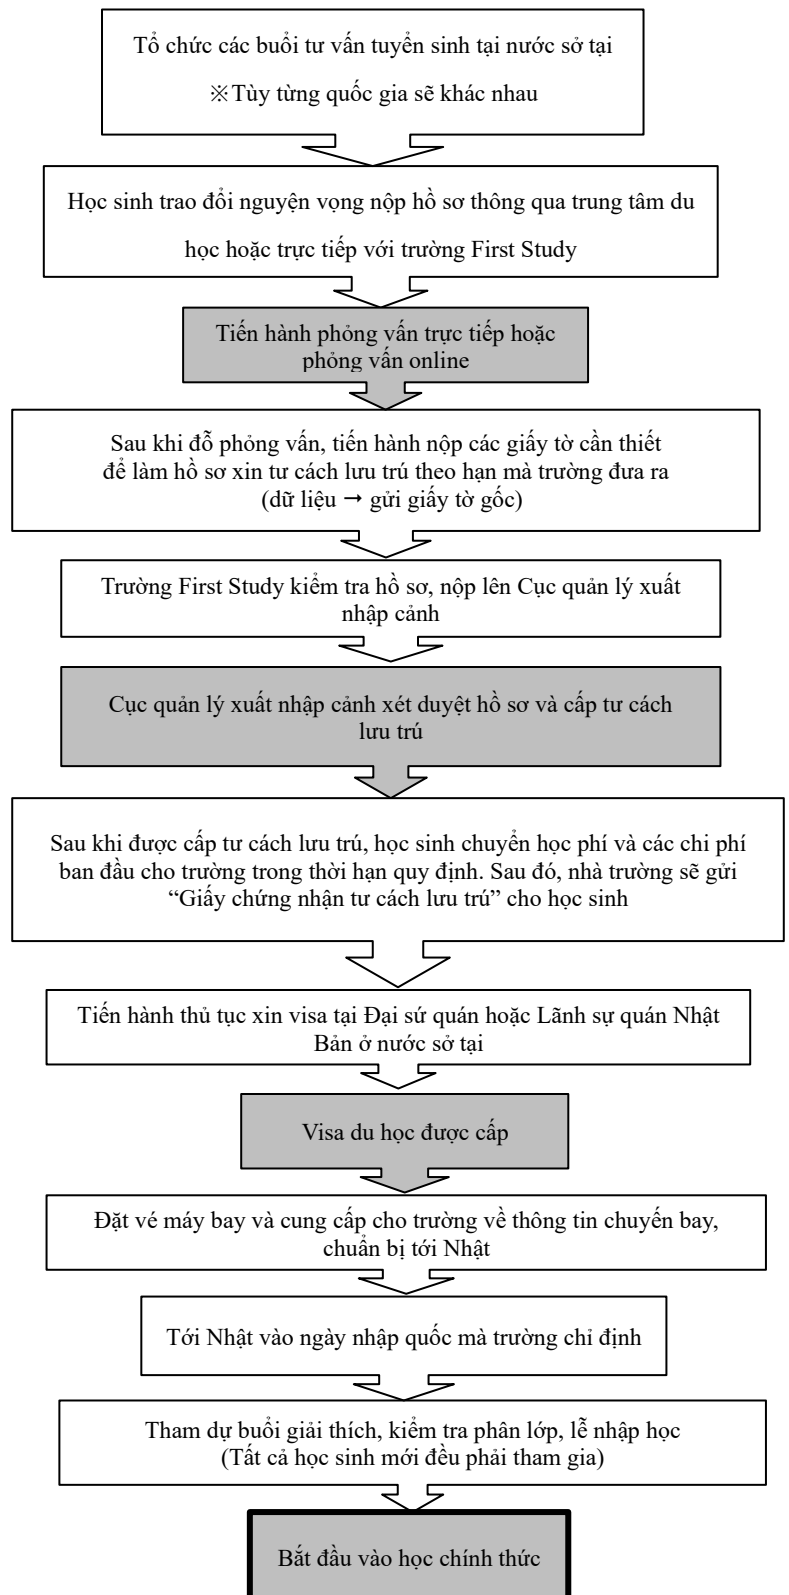 Tổ chức các buổi tư vấn tuyển sinh tại nước sở tại
※Tùy từng quốc gia sẽ khác nhau
Học sinh trao đổi nguyện vọng nộp hồ sơ thông qua trung tâm du
học hoặc trực tiếp với trường First Study
Tiến hành phỏng vấn trực tiếp hoặc
phỏng vấn online
Sau khi đỗ phỏng vấn, tiến hành nộp các giấy tờ cần thiết
để làm hồ sơ xin tư cách lưu trú theo hạn mà trường đưa ra
(dữ liệu → gửi giấy tờ gốc)
Trường First Study kiểm tra hồ sơ, nộp lên Cục quản lý xuất
nhập cảnh
Cục quản lý xuất nhập cảnh xét duyệt hồ sơ và cấp tư cách
lưu trú
Sau khi được cấp tư cách lưu trú, học sinh chuyển học phí và các chi phí
ban đầu cho trường trong thời hạn quy định. Sau đó, nhà trường sẽ gửi
“Giấy chứng nhận tư cách lưu trú” cho học sinh
Tiến hành thủ tục xin visa tại Đại sứ quán hoặc Lãnh sự quán Nhật
Bản ở nước sở tại
Visa du học được cấp
Đặt vé máy bay và cung cấp cho trường về thông tin chuyến bay,
chuẩn bị tới Nhật
Tới Nhật vào ngày nhập quốc mà trường chỉ định
Tham dự buổi giải thích, kiểm tra phân lớp, lễ nhập học
(Tất cả học sinh mới đều phải tham gia)
Bắt đầu vào học chính thức